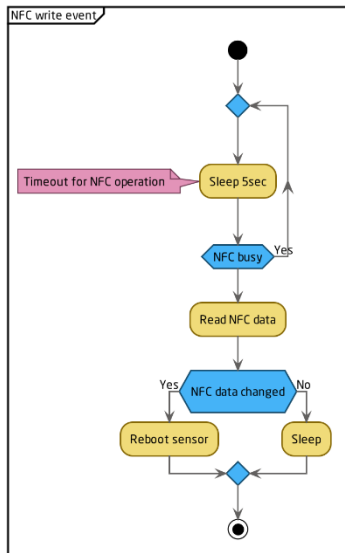 NFC write event
Timeout for NFC operation
Sleep 5sec
NFC busy
Yes
Read NFC data
Yes
NFC data changed
No
Reboot sensor
Sleep